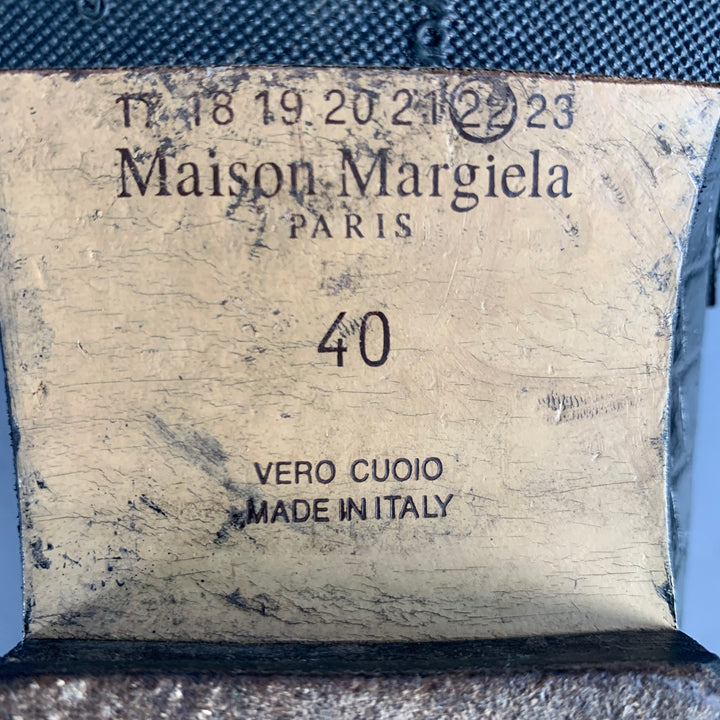 17 18 19 20 21 22 23
Maison Margiela
PARIS
40
VERO CUOIO
MADE IN ITALY